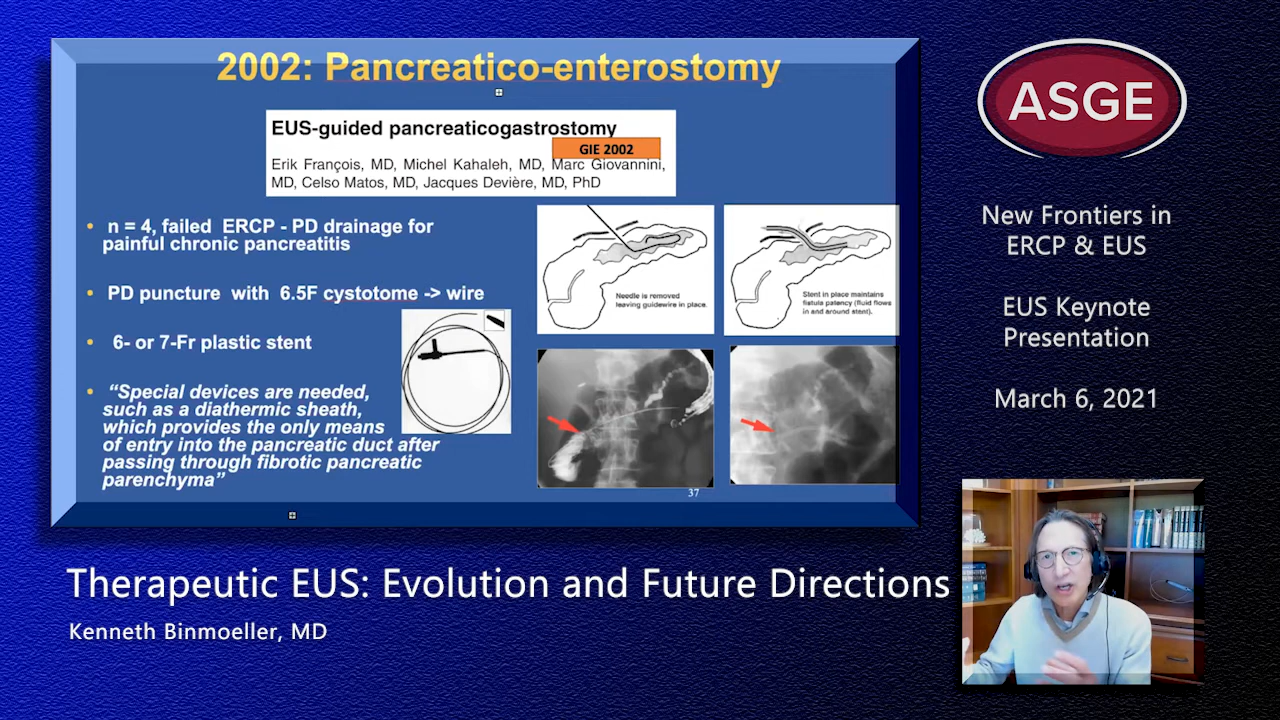 2002: Pancreatico-enterostomy
EUS-guided pancreaticogastrostomy
GIE 2002
Erik François, MD, Michel Kahaleh, MD, Marc Giovannini,
MD, Celso Matos, MD, Jacques Devière, MD, PhD
• n = 4, failed ERCP - PD drainage for
painful chronic pancreatitis
• PD puncture with 6.5F cystotome -> wire
• 6- or 7-Fr plastic stent
• “Special devices are needed,
such as a diathermic sheath,
which provides the only means
of entry into the pancreatic duct after
passing through fibrotic pancreatic
parenchyma”
Needle is removed
leaving guidewire in place.
Stent in place maintains
fistula patency (fluid flows
in and around stent).
37
ASGE
New Frontiers in
ERCP & EUS
EUS Keynote
Presentation
March 6, 2021
Therapeutic EUS: Evolution and Future Directions
Kenneth Binmoeller, MD